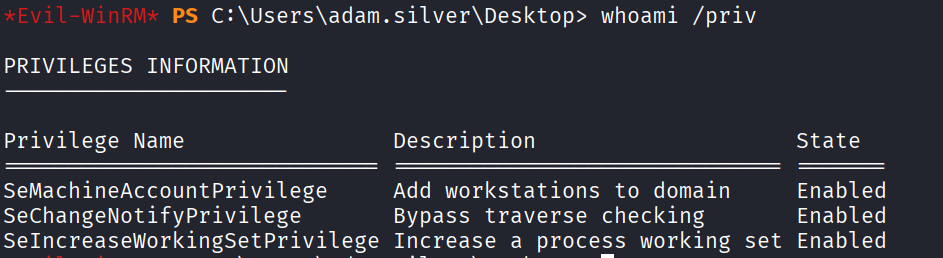 *Evil-WinRM* PS C:\Users\adam.silver\Desktop> whoami /priv
PRIVILEGES INFORMATION
----------------------
Privilege Name Description State
============================= ============================== =======
SeMachineAccountPrivilege Add workstations to domain Enabled
SeChangeNotifyPrivilege Bypass traverse checking Enabled
SeIncreaseWorkingSetPrivilege Increase a process working set Enabled